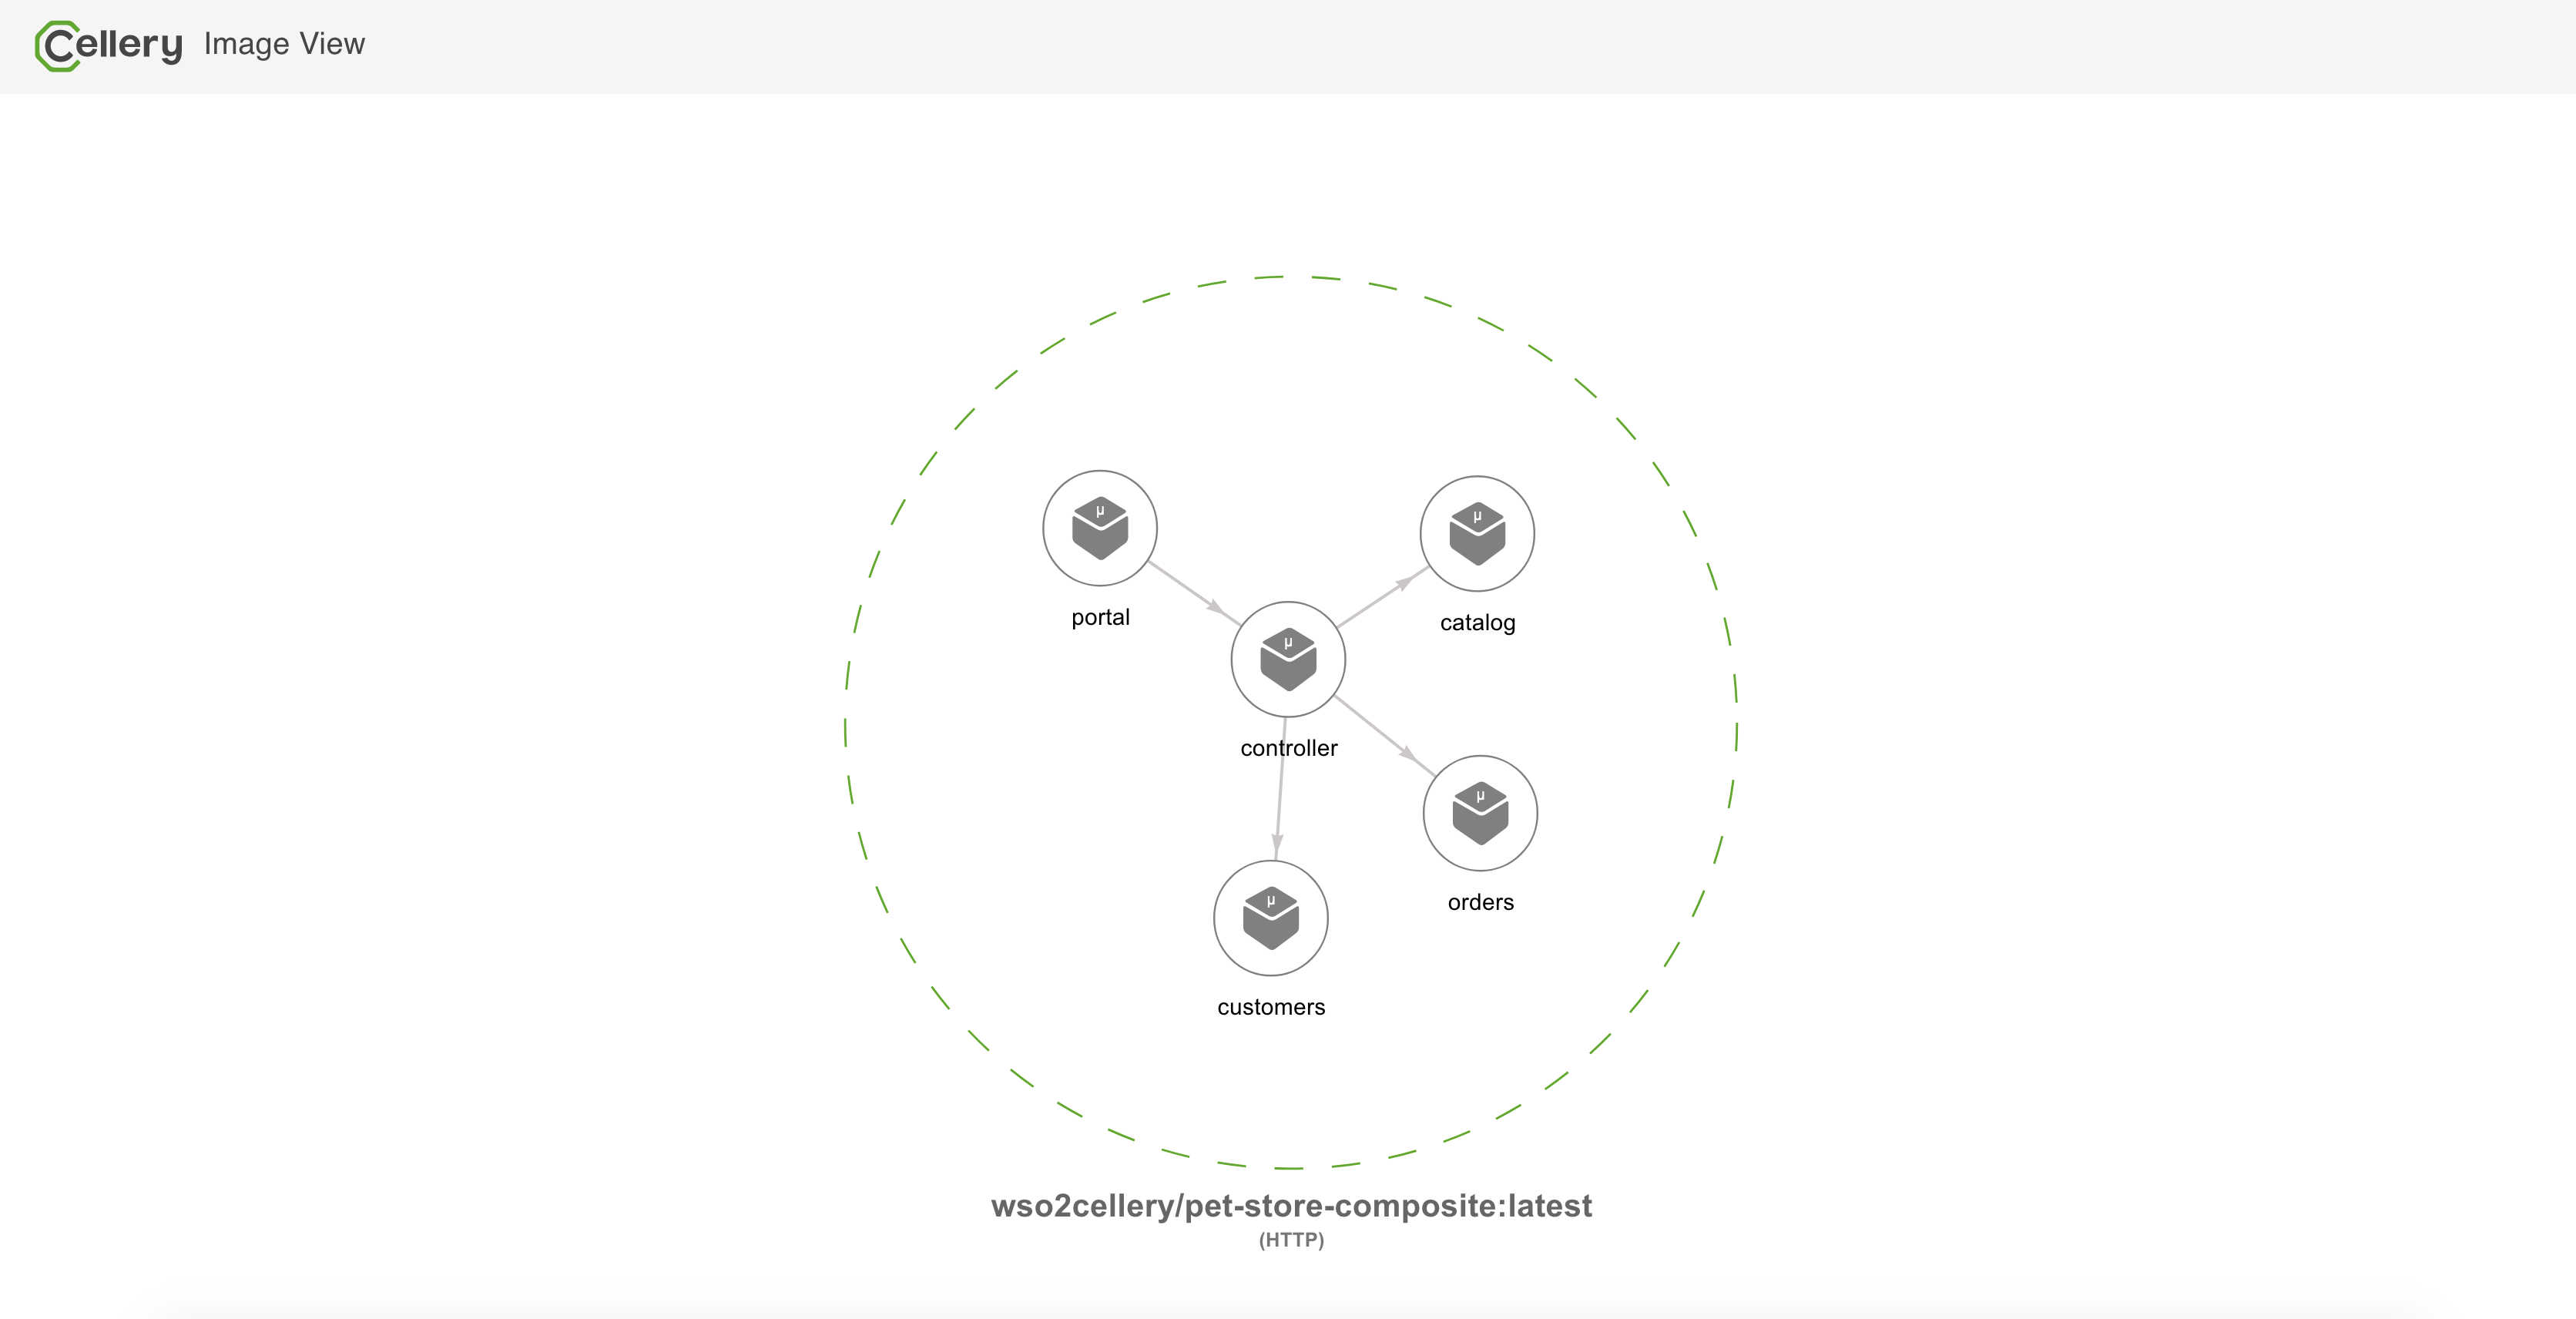 Cellery Image View
µ
portal
µ
catalog
µ
controller
µ
orders
µ
customers
wso2cellery/pet-store-composite:latest
(HTTP)